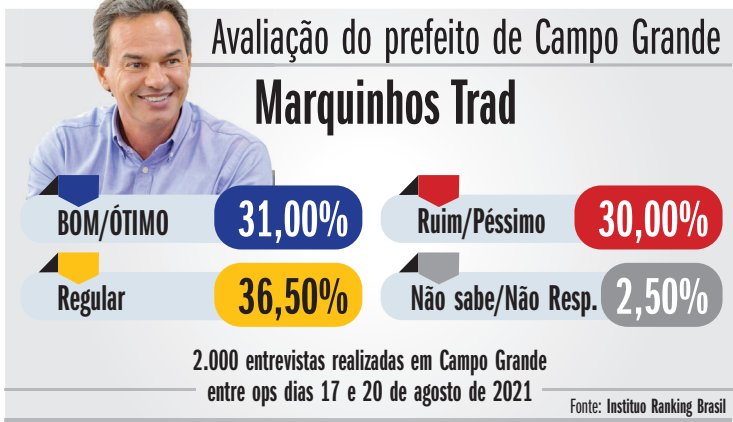 Avaliação do prefeito de Campo Grande
Marquinhos Trad
BOM/ÓTIMO 31,00%
Ruim/Péssimo 30,00%
Regular 36,50%
Não sabe/Não Resp. 2,50%
2.000 entrevistas realizadas em Campo Grande
entre ops dias 17 e 20 de agosto de 2021
Fonte: Instituo Ranking Brasil